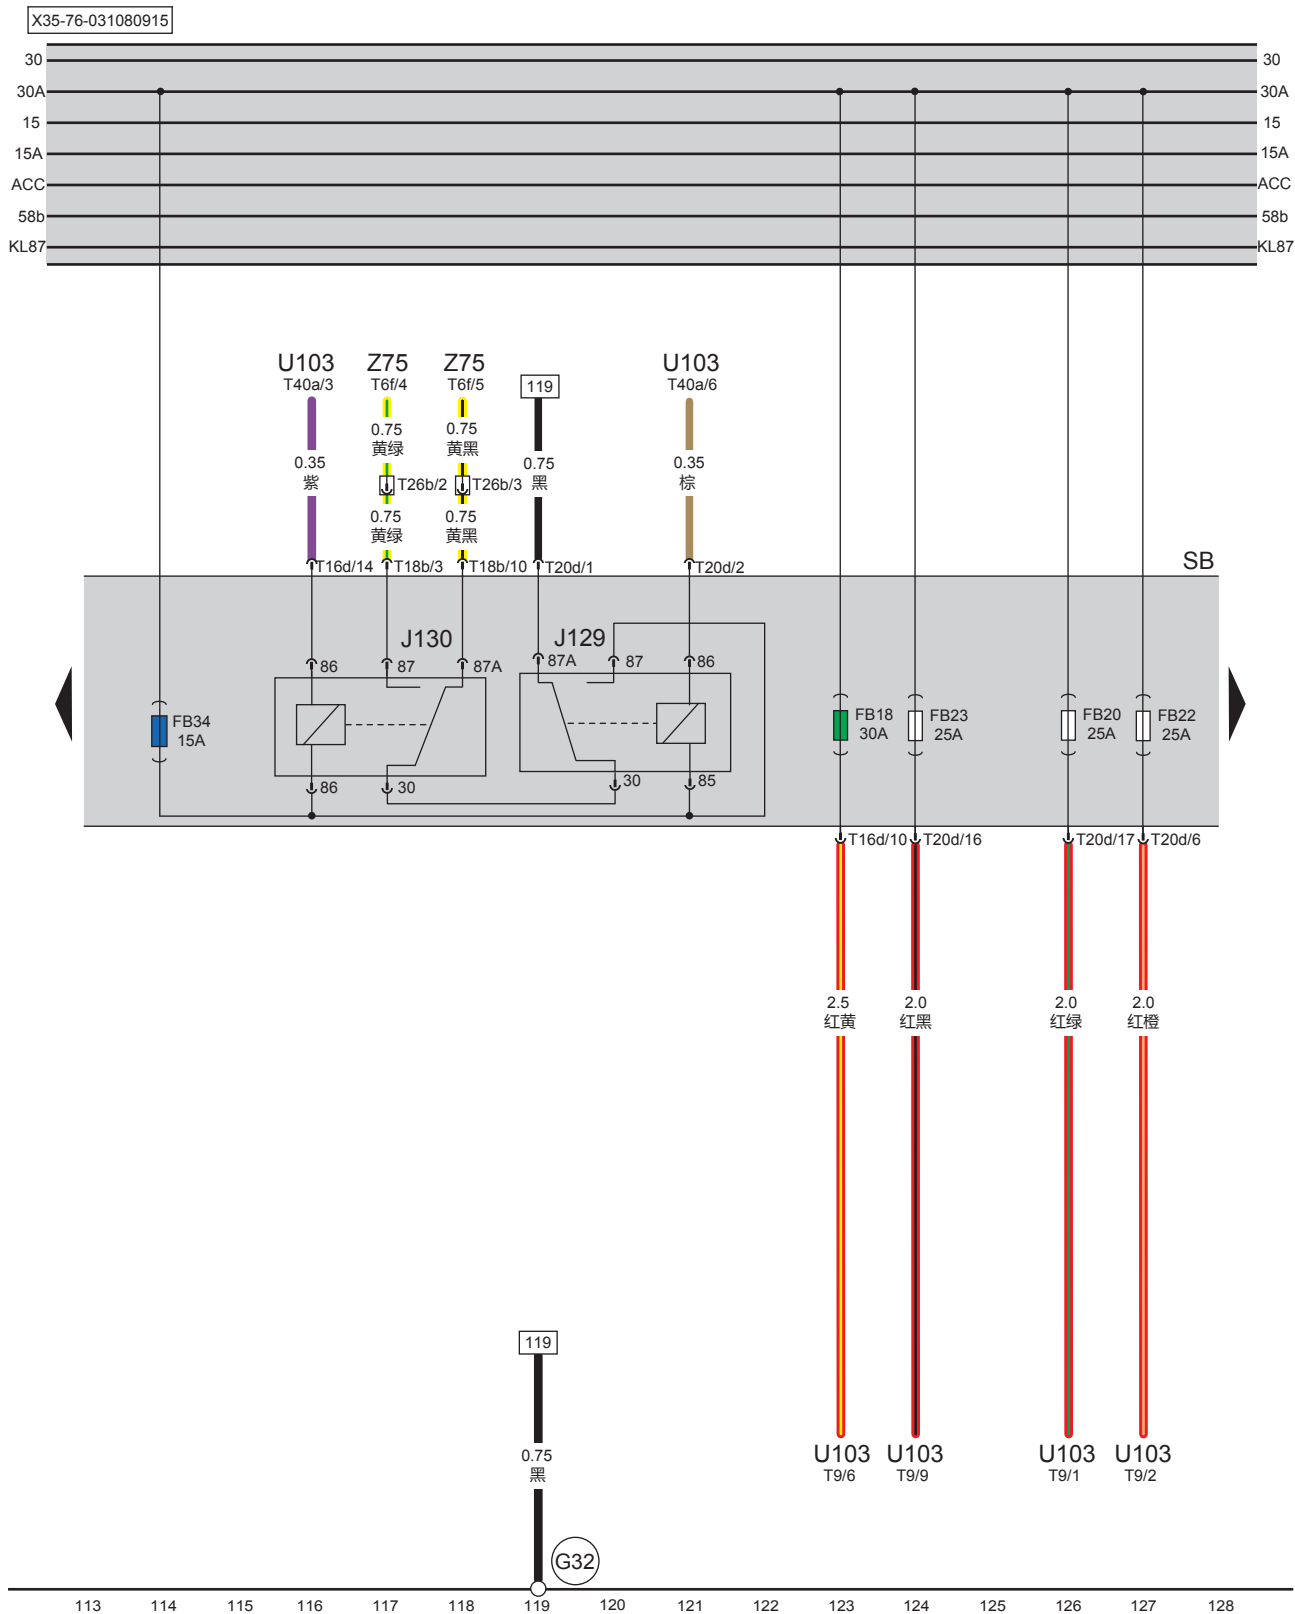 X35-76-031080915
30 30
30A 30A
15 15
15A 15A
ACC ACC
58b 58b
KL87 KL87
U103 Z75 Z75 U103
T40a/3 T6f/4 T6f/5 119 T40a/6
0.75 0.75
黄绿 黄黑
0.35 0.75 0.35
紫 T26b/2 T26b/3 黑 棕
0.75 0.75
黄绿 黄黑
T16d/14 T18b/3 T18b/10 T20d/1 T20d/2 SB
J130 J129
86 87 87A 87A 87 86
FB34 FB18 FB23 FB20 FB22
15A 30A 25A 25A 25A
86 30 30 85
T16d/10 T20d/16 T20d/17 T20d/6
2.5 2.0 2.0 2.0
红黄 红黑 红绿 红橙
119
0.75
黑
U103 U103 U103 U103
T9/6 T9/9 T9/1 T9/2
G32
113 114 115 116 117 118 119 120 121 122 123 124 125 126 127 128